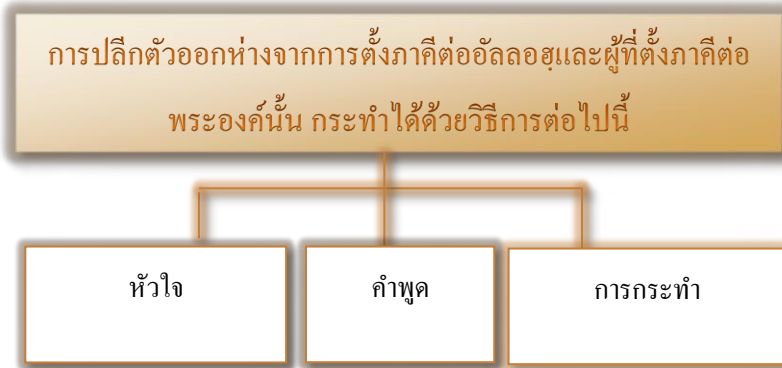 การปลีกตัวออกห่างจากการตั้งภาคีต่ออัลลอฮฺและผู้ที่ตั้งภาคีต่อ
พระองค์นั้น กระทำได้ด้วยวิธีการต่อไปนี้
หัวใจ
คำพูด
การกระทำ